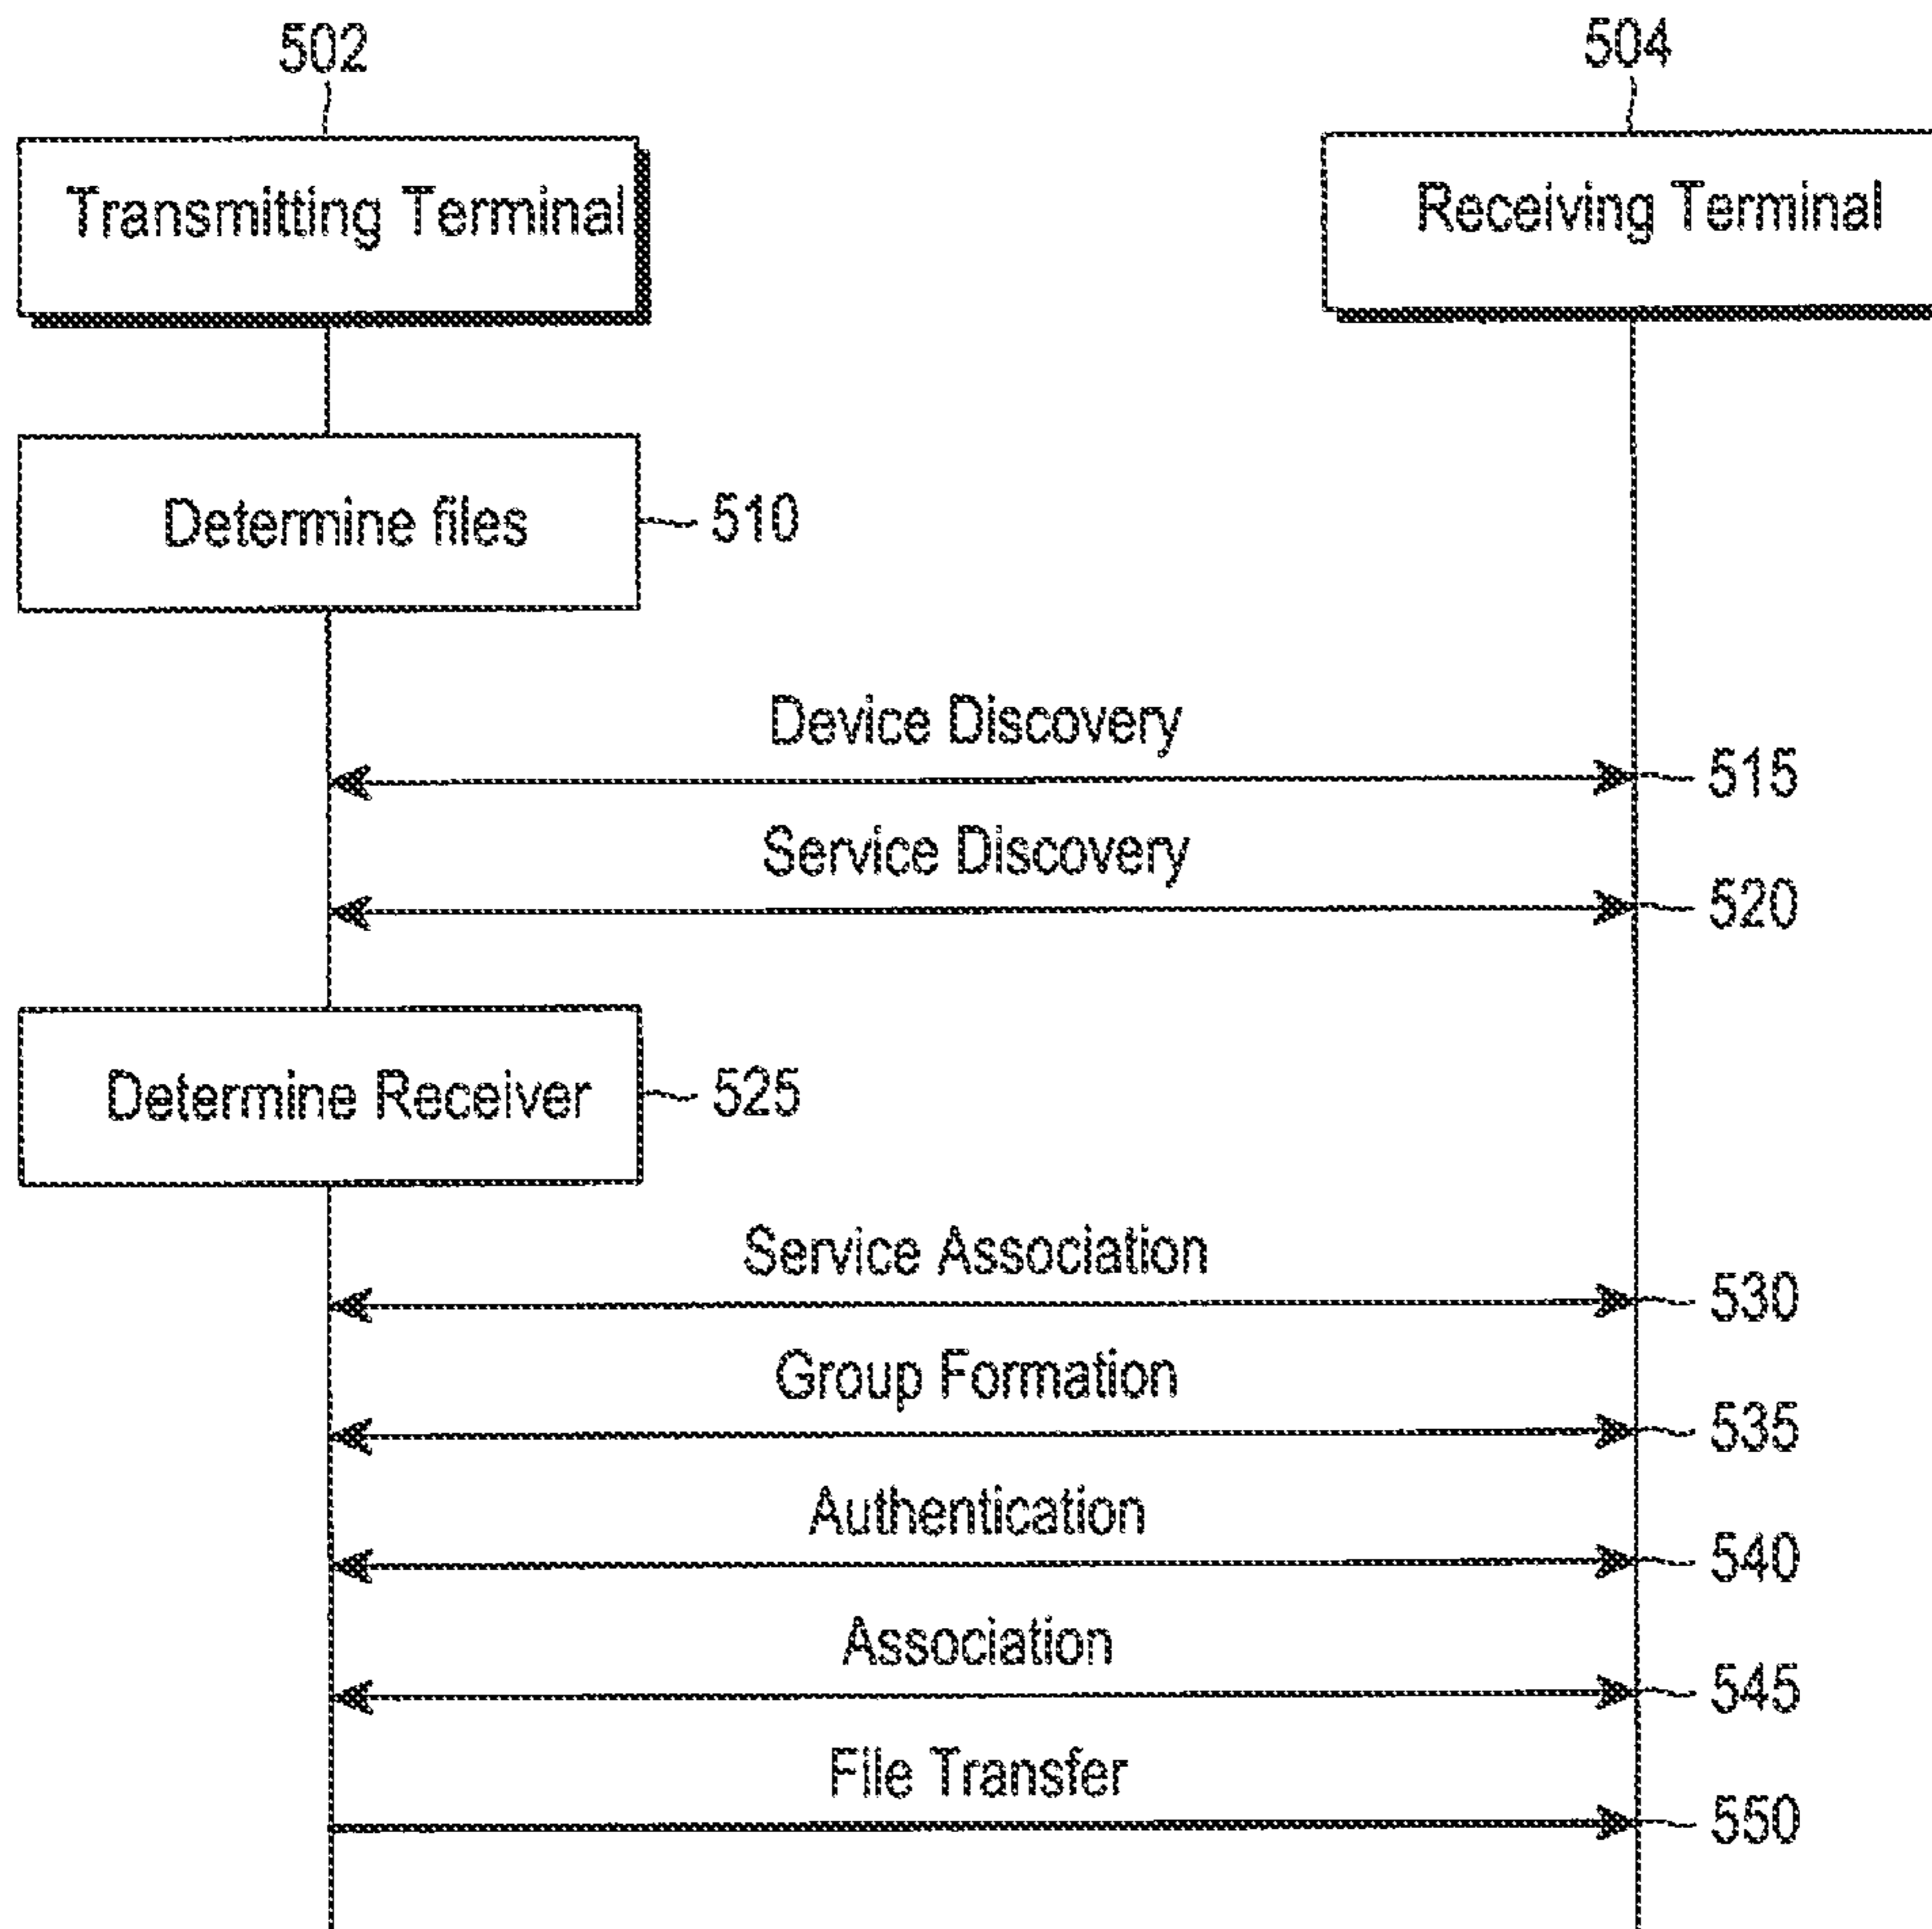 502
504
Transmitting Terminal
Receiving Terminal
Determine files
510
Device Discovery
515
Service Discovery
520
Determine Receiver
525
Service Association
530
Group Formation
535
Authentication
540
Association
545
File Transfer
550